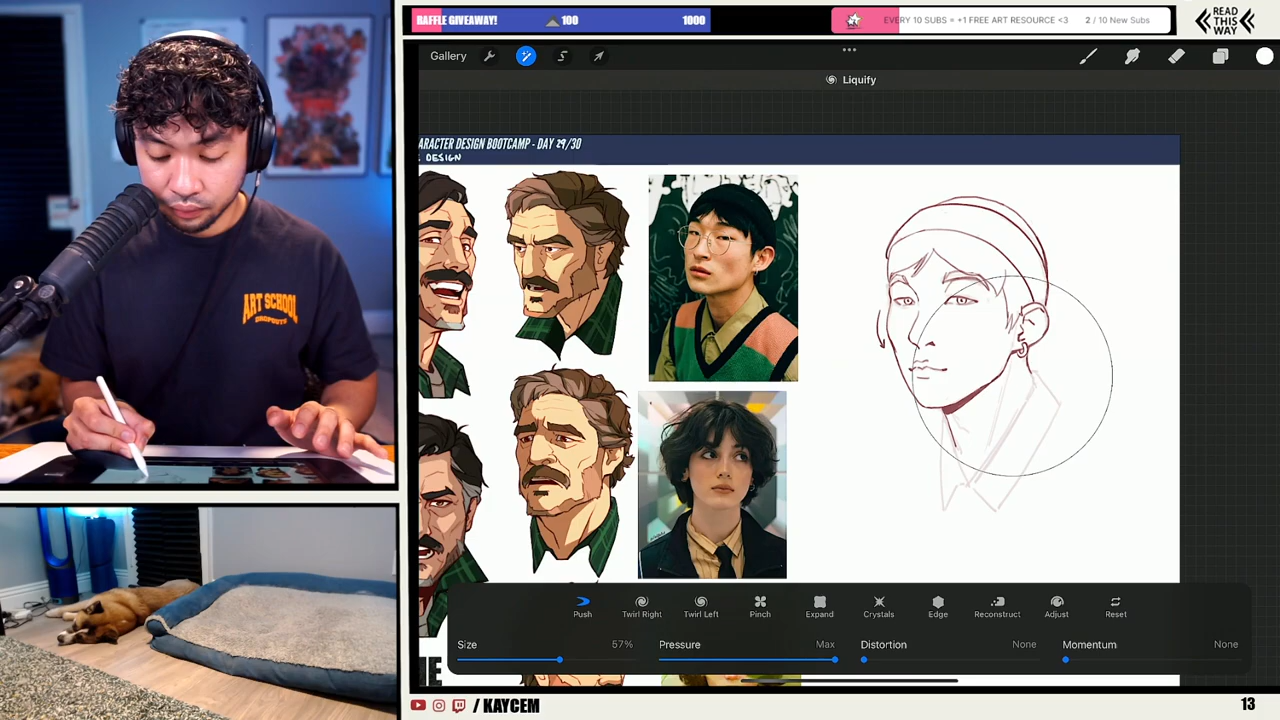 RAFFLE GIVEAWAY!
100
1000
EVERY 10 SUBS = +1 FREE ART RESOURCE <3
2 / 10 New Subs
READ
THIS
WAY
Gallery
Liquify
ARACTER DESIGN BOOTCAMP - DAY 29/30
DESIGN
ART SCHOOL
DROPOUTS
Push
Twirl Right
Twirl Left
Pinch
Expand
Crystals
Edge
Reconstruct
Adjust
Reset
Size
57%
Pressure
Max
Distortion
None
Momentum
None
/ KAYCEM
13